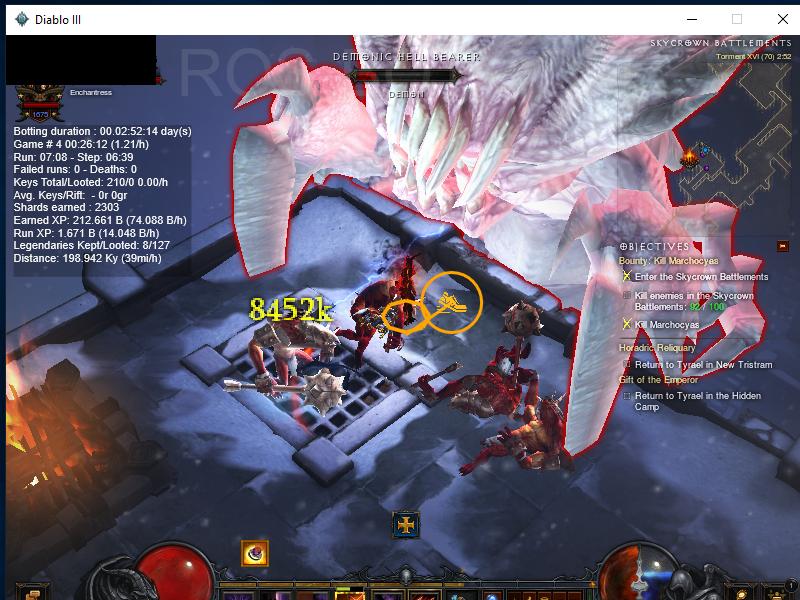 Diablo III
SKYCROWN BATTLEMENTS
Torment XVI (70) 2:52
ROS
DEMONIC HELL BEARER
DEMON
Enchantress
1675
Botting duration : 00.02:52:14 day(s)
Game # 4 00:26:12 (1.21/h)
Run: 07:08 - Step: 06:39
Failed runs: 0 - Deaths: 0
Keys Total/Looted: 210/0 0.00/h
Avg. Keys/Rift: - 0r 0gr
Shards earned : 2303
Earned XP: 212.661 B (74.088 B/h)
Run XP: 1.671 B (14.048 B/h)
Legendaries Kept/Looted: 8/127
Distance: 198.942 Ky (39mi/h)
OBJECTIVES
Bounty: Kill Marchocyas
Enter the Skycrown Battlements
Kill enemies in the Skycrown
Battlements: 92 / 100
Kill Marchocyas
Horadric Reliquary
Return to Tyrael in New Tristram
Gift of the Emperor
Return to Tyrael in the Hidden
Camp
8452k
1